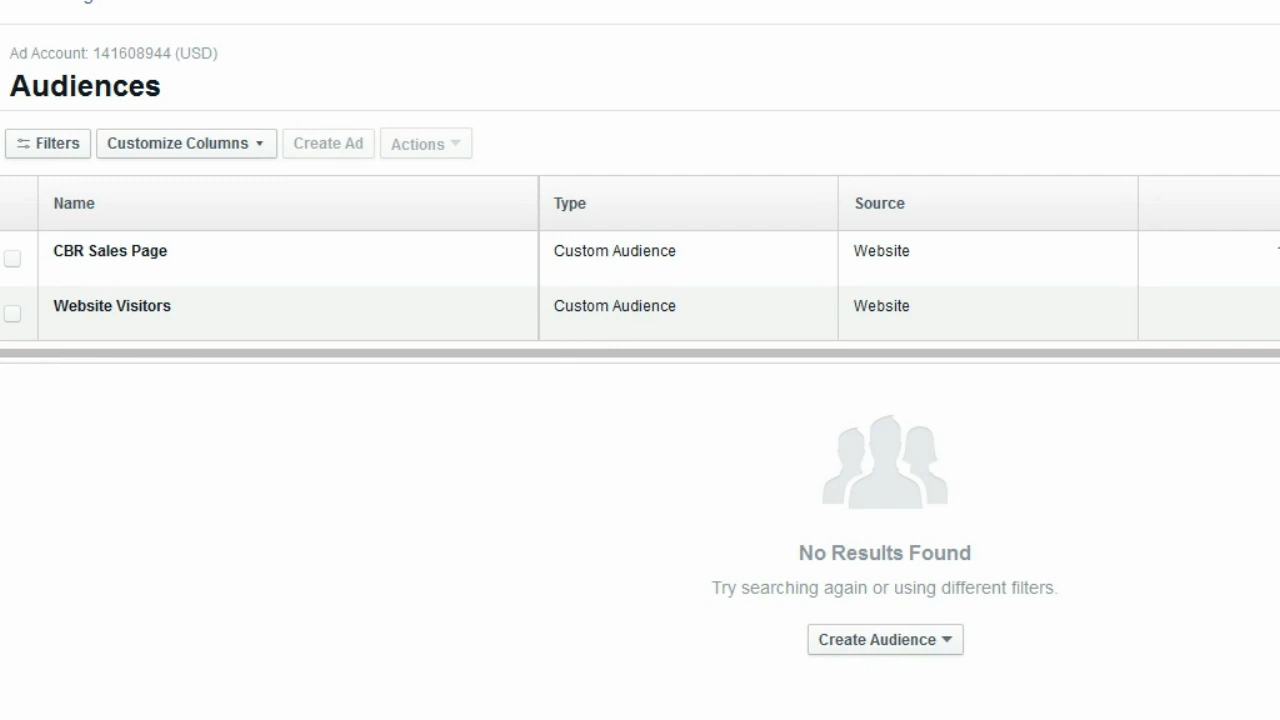 Ad Account: 141608944 (USD)
Audiences
Filters Customize Columns Create Ad Actions
Name Type Source
CBR Sales Page Custom Audience Website
Website Visitors Custom Audience Website
No Results Found
Try searching again or using different filters.
Create Audience